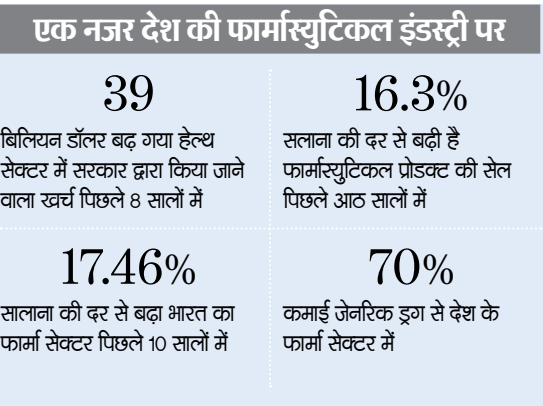 एक नजर देश की फार्मास्युटिकल इंडस्ट्री पर
39
बिलियन डॉलर बढ़ गया हेल्थ
सेक्टर में सरकार द्वारा किया जाने
वाला खर्च पिछले 8 सालों में
16.3%
सलाना की दर से बढ़ी है
फार्मास्युटिकल प्रोडक्ट की सेल
पिछले आठ सालों में
17.46%
सालाना की दर से बढ़ा भारत का
फार्मा सेक्टर पिछले 10 सालों में
70%
कमाई जेनरिक ड्रग से देश के
फार्मा सेक्टर में